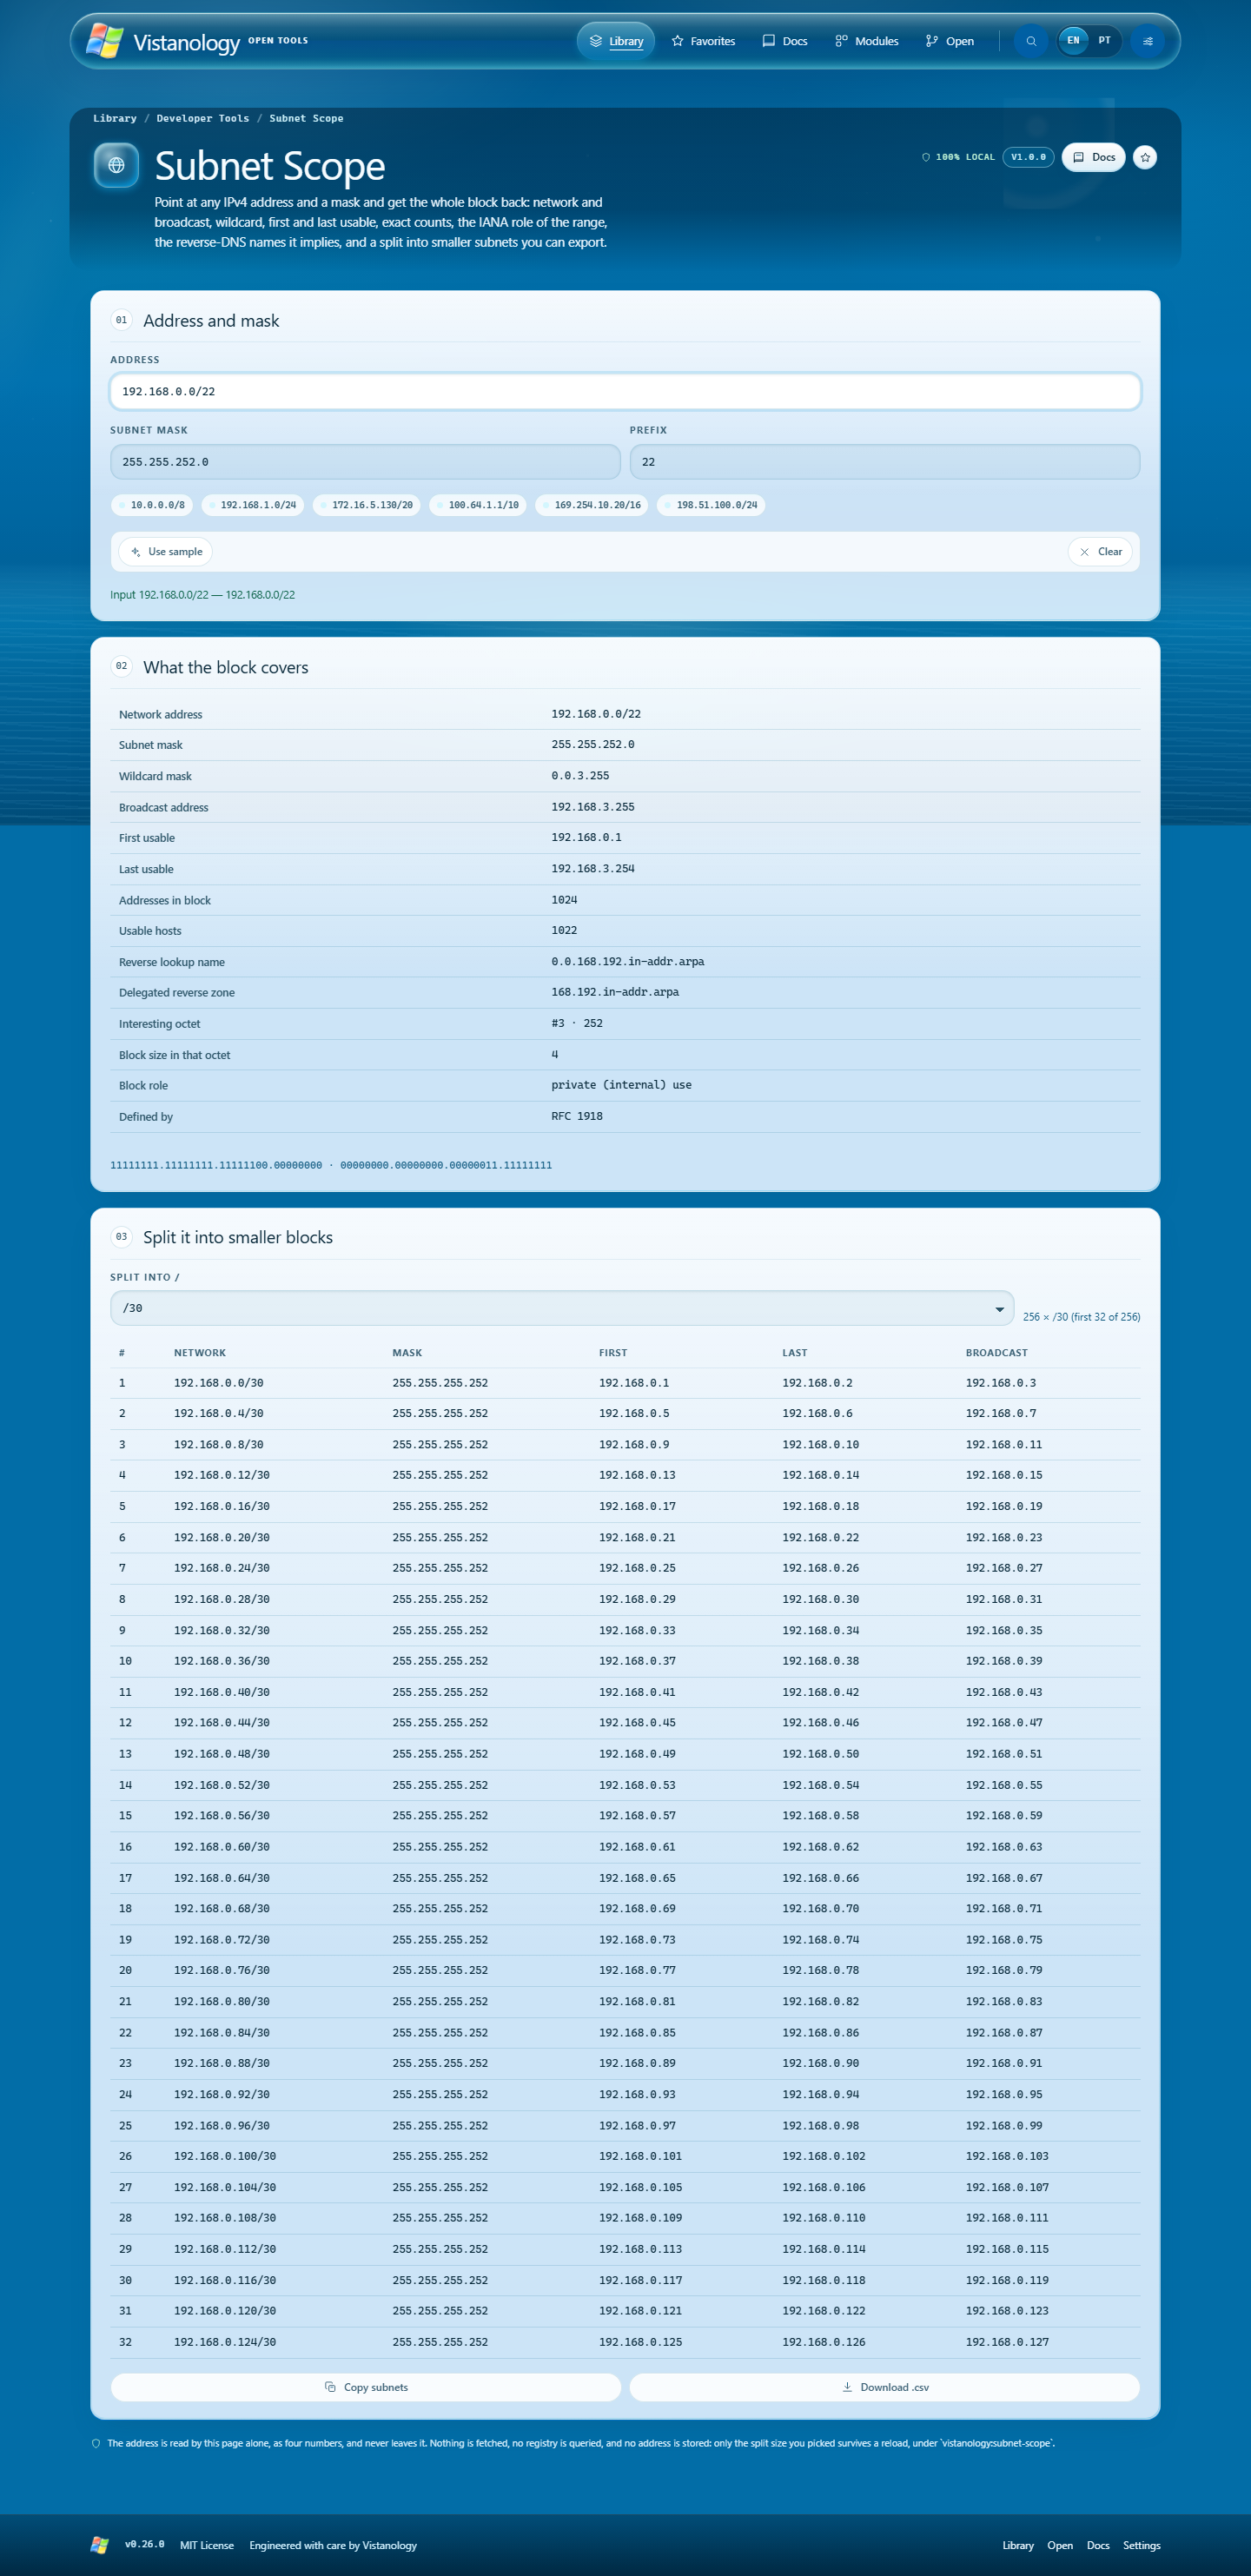 Vistanology OPEN TOOLS Library Favorites Docs Modules Open EN PT
Library / Developer Tools / Subnet Scope
Subnet Scope
100% LOCAL V1.0.0 Docs
Point at any IPv4 address and a mask and get the whole block back: network and
broadcast, wildcard, first and last usable, exact counts, the IANA role of the range,
the reverse-DNS names it implies, and a split into smaller subnets you can export.
01 Address and mask
ADDRESS
192.168.0.0/22
SUBNET MASK PREFIX
255.255.252.0 22
10.0.0.0/8 192.168.1.0/24 172.16.5.130/20 100.64.1.1/10 169.254.10.20/16 198.51.100.0/24
Use sample Clear
Input 192.168.0.0/22 — 192.168.0.0/22
02 What the block covers
Network address 192.168.0.0/22
Subnet mask 255.255.252.0
Wildcard mask 0.0.3.255
Broadcast address 192.168.3.255
First usable 192.168.0.1
Last usable 192.168.3.254
Addresses in block 1024
Usable hosts 1022
Reverse lookup name 0.0.168.192.in-addr.arpa
Delegated reverse zone 168.192.in-addr.arpa
Interesting octet #3 · 252
Block size in that octet 4
Block role private (internal) use
Defined by RFC 1918
11111111.11111111.11111100.00000000 · 00000000.00000000.00000011.11111111
03 Split it into smaller blocks
SPLIT INTO /
/30 256 × /30 (first 32 of 256)
# NETWORK MASK FIRST LAST BROADCAST
1 192.168.0.0/30 255.255.255.252 192.168.0.1 192.168.0.2 192.168.0.3
2 192.168.0.4/30 255.255.255.252 192.168.0.5 192.168.0.6 192.168.0.7
3 192.168.0.8/30 255.255.255.252 192.168.0.9 192.168.0.10 192.168.0.11
4 192.168.0.12/30 255.255.255.252 192.168.0.13 192.168.0.14 192.168.0.15
5 192.168.0.16/30 255.255.255.252 192.168.0.17 192.168.0.18 192.168.0.19
6 192.168.0.20/30 255.255.255.252 192.168.0.21 192.168.0.22 192.168.0.23
7 192.168.0.24/30 255.255.255.252 192.168.0.25 192.168.0.26 192.168.0.27
8 192.168.0.28/30 255.255.255.252 192.168.0.29 192.168.0.30 192.168.0.31
9 192.168.0.32/30 255.255.255.252 192.168.0.33 192.168.0.34 192.168.0.35
10 192.168.0.36/30 255.255.255.252 192.168.0.37 192.168.0.38 192.168.0.39
11 192.168.0.40/30 255.255.255.252 192.168.0.41 192.168.0.42 192.168.0.43
12 192.168.0.44/30 255.255.255.252 192.168.0.45 192.168.0.46 192.168.0.47
13 192.168.0.48/30 255.255.255.252 192.168.0.49 192.168.0.50 192.168.0.51
14 192.168.0.52/30 255.255.255.252 192.168.0.53 192.168.0.54 192.168.0.55
15 192.168.0.56/30 255.255.255.252 192.168.0.57 192.168.0.58 192.168.0.59
16 192.168.0.60/30 255.255.255.252 192.168.0.61 192.168.0.62 192.168.0.63
17 192.168.0.64/30 255.255.255.252 192.168.0.65 192.168.0.66 192.168.0.67
18 192.168.0.68/30 255.255.255.252 192.168.0.69 192.168.0.70 192.168.0.71
19 192.168.0.72/30 255.255.255.252 192.168.0.73 192.168.0.74 192.168.0.75
20 192.168.0.76/30 255.255.255.252 192.168.0.77 192.168.0.78 192.168.0.79
21 192.168.0.80/30 255.255.255.252 192.168.0.81 192.168.0.82 192.168.0.83
22 192.168.0.84/30 255.255.255.252 192.168.0.85 192.168.0.86 192.168.0.87
23 192.168.0.88/30 255.255.255.252 192.168.0.89 192.168.0.90 192.168.0.91
24 192.168.0.92/30 255.255.255.252 192.168.0.93 192.168.0.94 192.168.0.95
25 192.168.0.96/30 255.255.255.252 192.168.0.97 192.168.0.98 192.168.0.99
26 192.168.0.100/30 255.255.255.252 192.168.0.101 192.168.0.102 192.168.0.103
27 192.168.0.104/30 255.255.255.252 192.168.0.105 192.168.0.106 192.168.0.107
28 192.168.0.108/30 255.255.255.252 192.168.0.109 192.168.0.110 192.168.0.111
29 192.168.0.112/30 255.255.255.252 192.168.0.113 192.168.0.114 192.168.0.115
30 192.168.0.116/30 255.255.255.252 192.168.0.117 192.168.0.118 192.168.0.119
31 192.168.0.120/30 255.255.255.252 192.168.0.121 192.168.0.122 192.168.0.123
32 192.168.0.124/30 255.255.255.252 192.168.0.125 192.168.0.126 192.168.0.127
Copy subnets Download .csv
The address is read by this page alone, as four numbers, and never leaves it. Nothing is fetched, no registry is queried, and no address is stored: only the split size you picked survives a reload, under `vistanology:subnet-scope`.
v0.26.0 MIT License Engineered with care by Vistanology Library Open Docs Settings